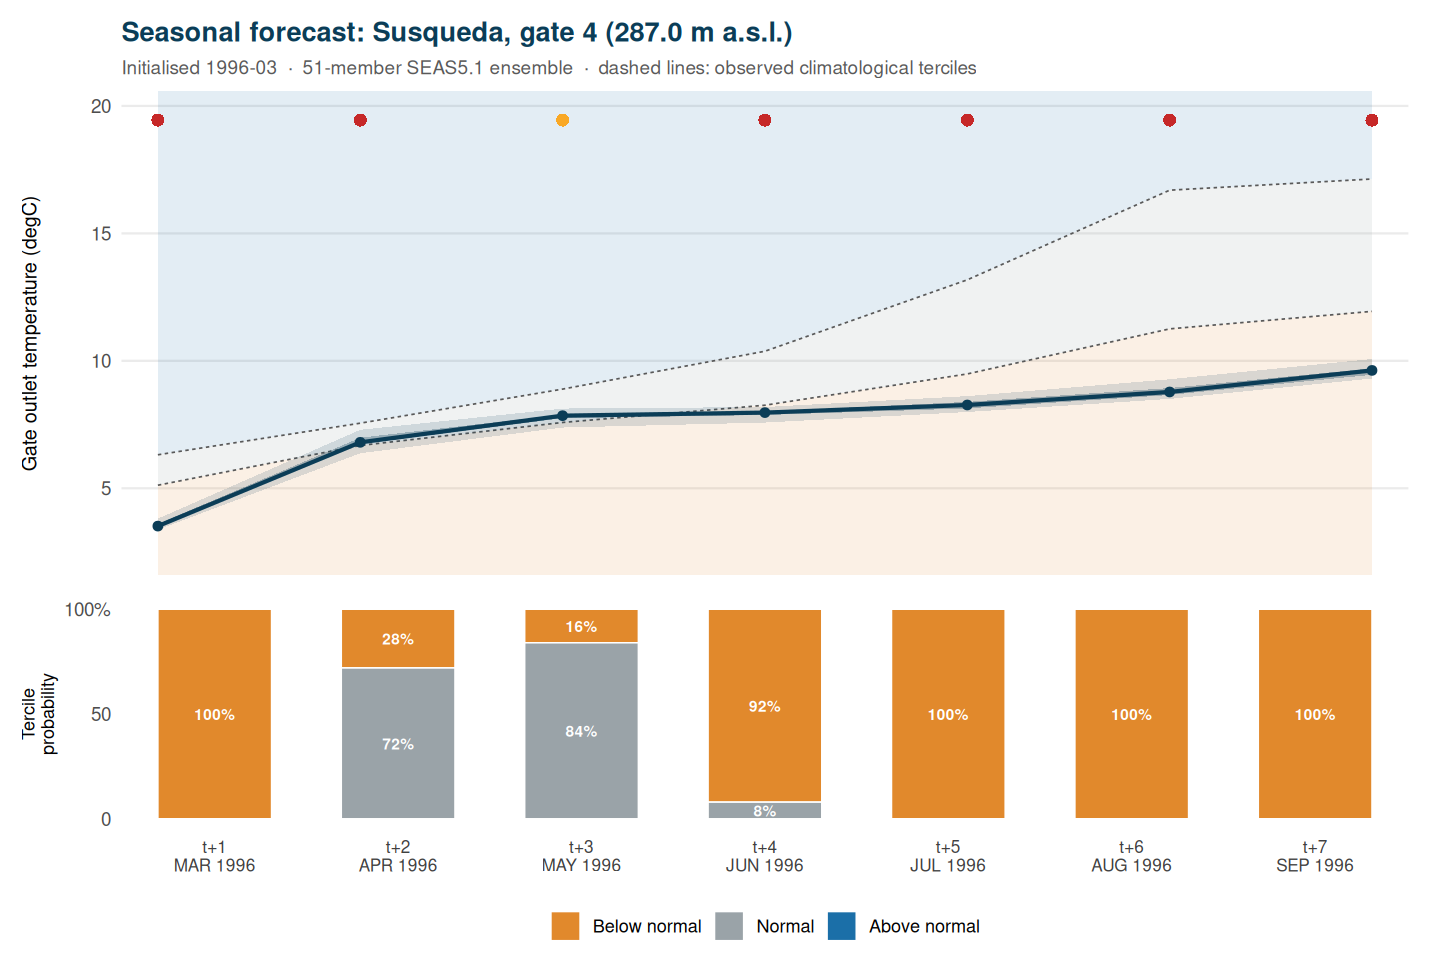 Seasonal forecast: Susqueda, gate 4 (287.0 m a.s.l.)
Initialised 1996-03 · 51-member SEAS5.1 ensemble · dashed lines: observed climatological terciles
Gate outlet temperature (degC)
20
15
10
5
Tercile
probability
100%
50
0
100%
28%
72%
16%
84%
92%
8%
100%
100%
100%
t+1
MAR 1996
t+2
APR 1996
t+3
MAY 1996
t+4
JUN 1996
t+5
JUL 1996
t+6
AUG 1996
t+7
SEP 1996
Below normal
Normal
Above normal